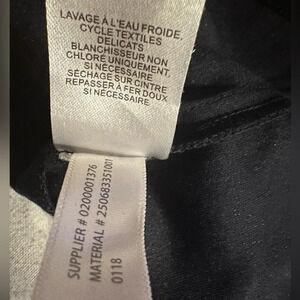 LAVAGE À L'EAU FROIDE,
CYCLE TEXTILES
DÉLICATS
BLANCHISSEUR NON
CHLORÉ UNIQUEMENT,
SI NÉCESSAIRE
SÉCHAGE SUR CINTRE
REPASSER À FER DOUX
SI NÉCESSAIRE
SUPPLIER # 0200001376
MATERIAL # 250683351001
0118